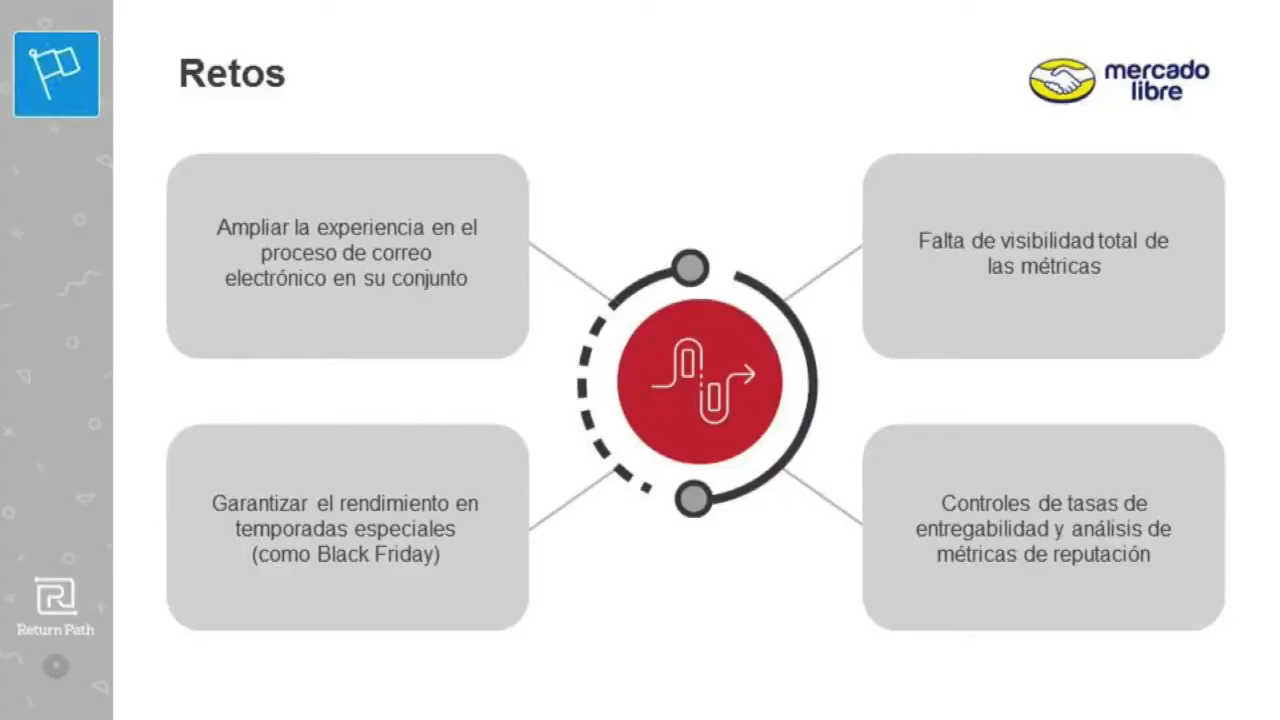 Retos
mercado
libre
Ampliar la experiencia en el
proceso de correo
electrónico en su conjunto
Falta de visibilidad total de
las métricas
Garantizar el rendimiento en
temporadas especiales
(como Black Friday)
Controles de tasas de
entregabilidad y análisis de
métricas de reputación
Return Path